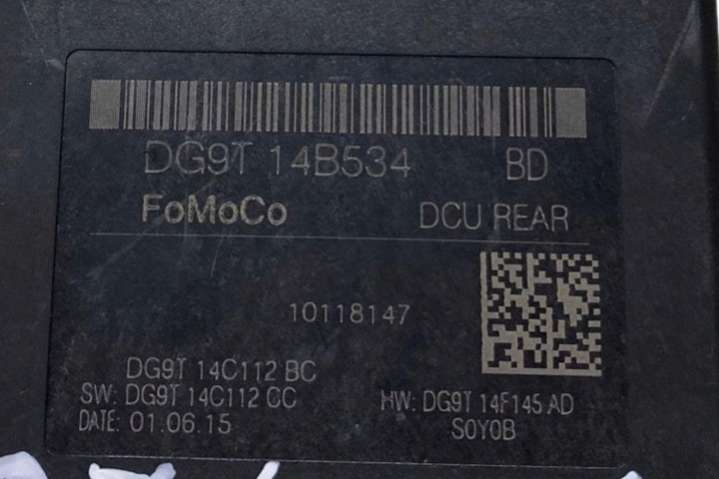 DG9T 14B534 BD
FoMoCo DCU REAR
10118147
DG9T 14C112 BC
SW: DG9T 14C112 CC
HW: DG9T 14F145 AD
DATE: 01.06.15
S0Y0B